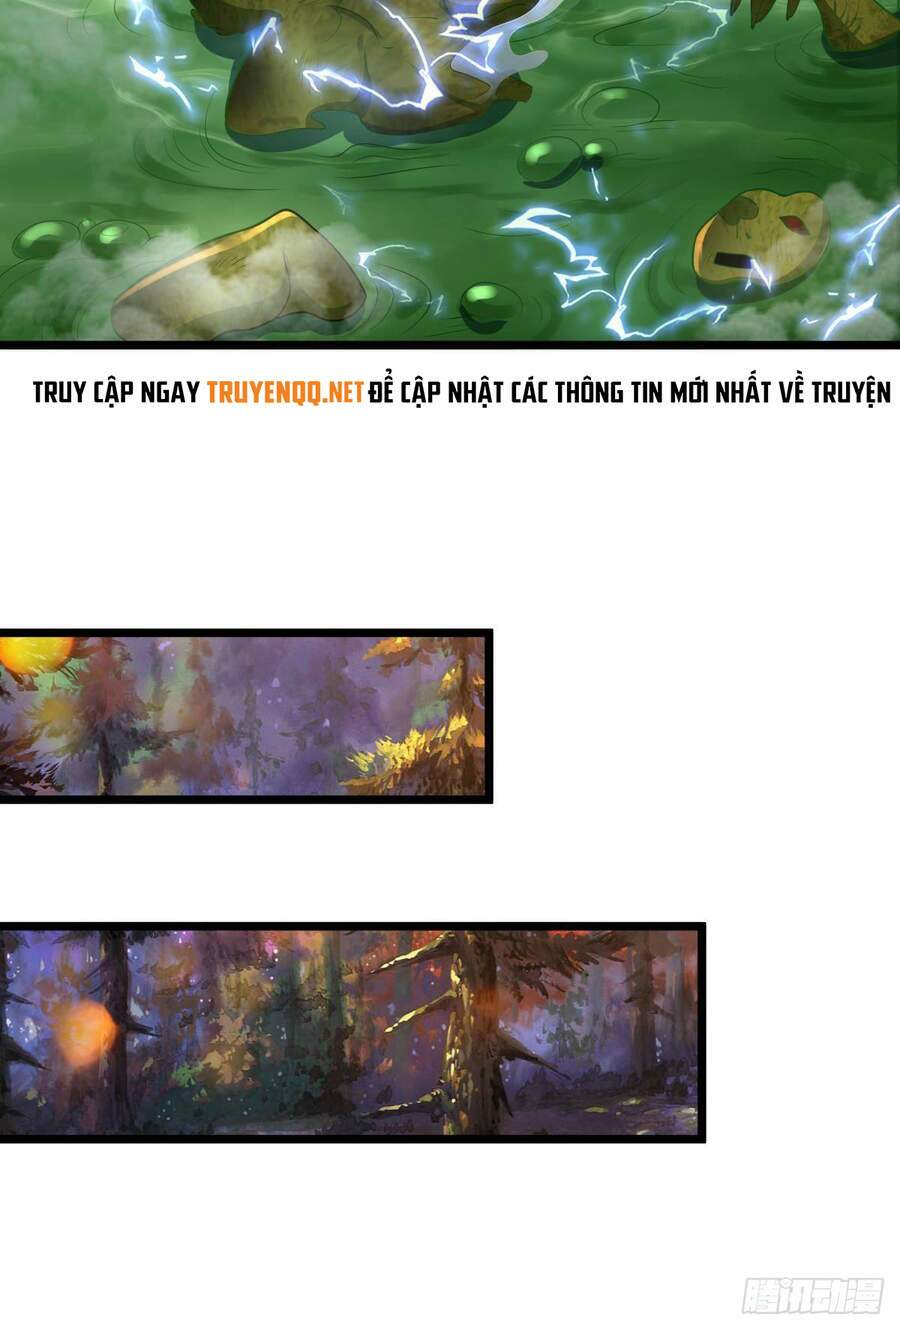 TRUY CẬP NGAY TRUYENQQ.NET ĐỂ CẬP NHẬT CÁC THÔNG TIN MỚI NHẤT VỀ TRUYỆN
腾讯动漫